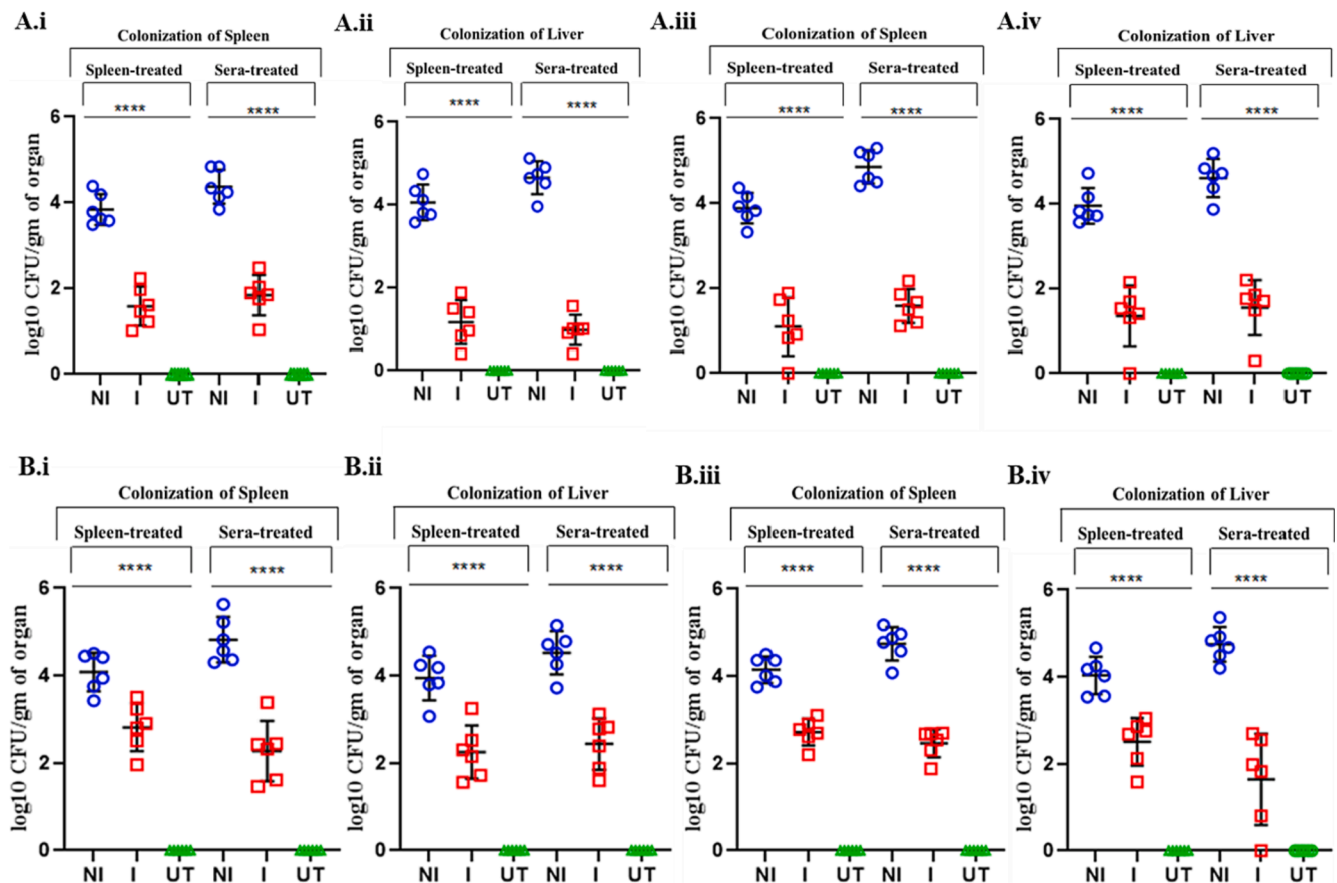 A.i
Colonization of Spleen
Spleen-treated Sera-treated
**** ****
log10 CFU/gm of organ
6
4
2
0
NI I UT NI I UT
A.ii
Colonization of Liver
Spleen-treated Sera-treated
**** ****
log10 CFU/gm of organ
6
4
2
0
NI I UT NI I UT
A.iii
Colonization of Spleen
Spleen-treated Sera-treated
**** ****
log10 CFU/gm of organ
6
4
2
0
NI I UT NI I UT
A.iv
Colonization of Liver
Spleen-treated Sera-treated
**** ****
log10 CFU/gm of organ
6
4
2
0
NI I UT NI I UT
B.i
Colonization of Spleen
Spleen-treated Sera-treated
**** ****
log10 CFU/gm of organ
6
4
2
0
NI I UT NI I UT
B.ii
Colonization of Liver
Spleen-treated Sera-treated
**** ****
log10 CFU/gm of organ
6
4
2
0
NI I UT NI I UT
B.iii
Colonization of Spleen
Spleen-treated Sera-treated
**** ****
log10 CFU/gm of organ
6
4
2
0
NI I UT NI I UT
B.iv
Colonization of Liver
Spleen-treated Sera-treated
**** ****
log10 CFU/gm of organ
6
4
2
0
NI I UT NI I UT